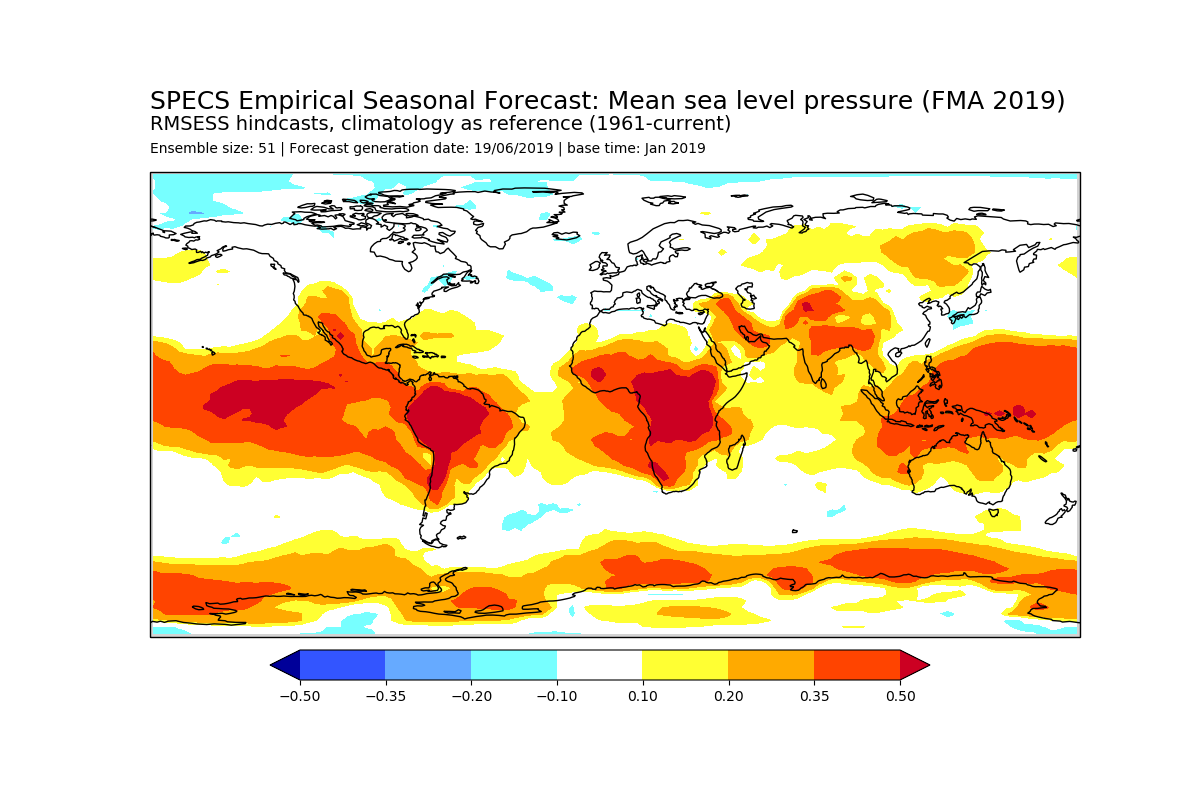 SPECS Empirical Seasonal Forecast: Mean sea level pressure (FMA 2019)
RMSESS hindcasts, climatology as reference (1961-current)
Ensemble size: 51 | Forecast generation date: 19/06/2019 | base time: Jan 2019
−0.50 −0.35 −0.20 −0.10 0.10 0.20 0.35 0.50